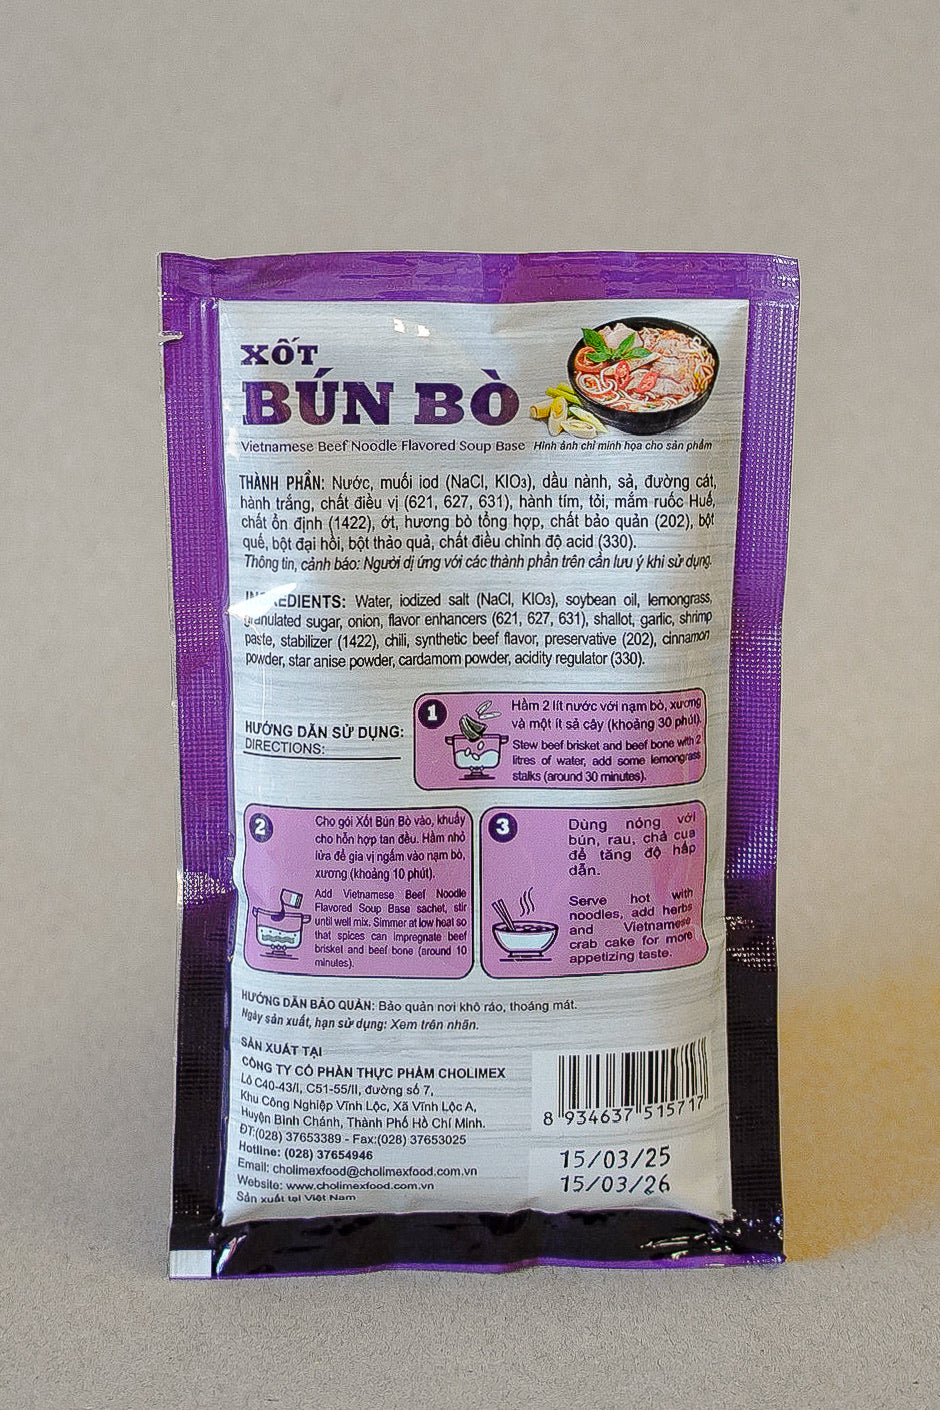 XỐT
BÚN BÒ
Vietnamese Beef Noodle Flavored Soup Base Hình ảnh chỉ minh họa cho sản phẩm
THÀNH PHẦN: Nước, muối iod (NaCl, KIO₃), dầu nành, sả, đường cát,
hành trắng, chất điều vị (621, 627, 631), hành tím, tỏi, mắm ruốc Huế,
chất ổn định (1422), ớt, hương bò tổng hợp, chất bảo quản (202), bột
quế, bột đại hồi, bột thảo quả, chất điều chỉnh độ acid (330).
Thông tin, cảnh báo: Người dị ứng với các thành phần trên cần lưu ý khi sử dụng.
INGREDIENTS: Water, iodized salt (NaCl, KIO₃), soybean oil, lemongrass,
granulated sugar, onion, flavor enhancers (621, 627, 631), shallot, garlic, shrimp
paste, stabilizer (1422), chili, synthetic beef flavor, preservative (202), cinnamon
powder, star anise powder, cardamom powder, acidity regulator (330).
HƯỚNG DẪN SỬ DỤNG:
DIRECTIONS:
1
Hầm 2 lít nước với nạm bò, xương
và một ít sả cây (khoảng 30 phút).
Stew beef brisket and beef bone with 2
litres of water, add some lemongrass
stalks (around 30 minutes).
2
Cho gói Xốt Bún Bò vào, khuấy
cho hỗn hợp tan đều. Hầm nhỏ
lửa để gia vị ngấm vào nạm bò,
xương (khoảng 10 phút).
Add Vietnamese Beef Noodle
Flavored Soup Base sachet, stir
until well mix. Simmer at low heat so
that spices can impregnate beef
brisket and beef bone (around 10
minutes).
3
Dùng nóng với
bún, rau, chả cua
để tăng độ hấp
dẫn.
Serve hot with
noodles, add herbs
and Vietnamese
crab cake for more
appetizing taste.
HƯỚNG DẪN BẢO QUẢN: Bảo quản nơi khô ráo, thoáng mát.
Ngày sản xuất, hạn sử dụng: Xem trên nhãn.
SẢN XUẤT TẠI
CÔNG TY CỔ PHẦN THỰC PHẨM CHOLIMEX
Lô C40-43/I, C51-55/II, đường số 7,
Khu Công Nghiệp Vĩnh Lộc, Xã Vĩnh Lộc A,
Huyện Bình Chánh, Thành Phố Hồ Chí Minh.
ĐT:(028) 37653389 - Fax:(028) 37653025
Hotline: (028) 37654946
Email: cholimexfood@cholimexfood.com.vn
Website: www.cholimexfood.com.vn
Sản xuất tại Việt Nam
8 934637 515717
15/03/25
15/03/26